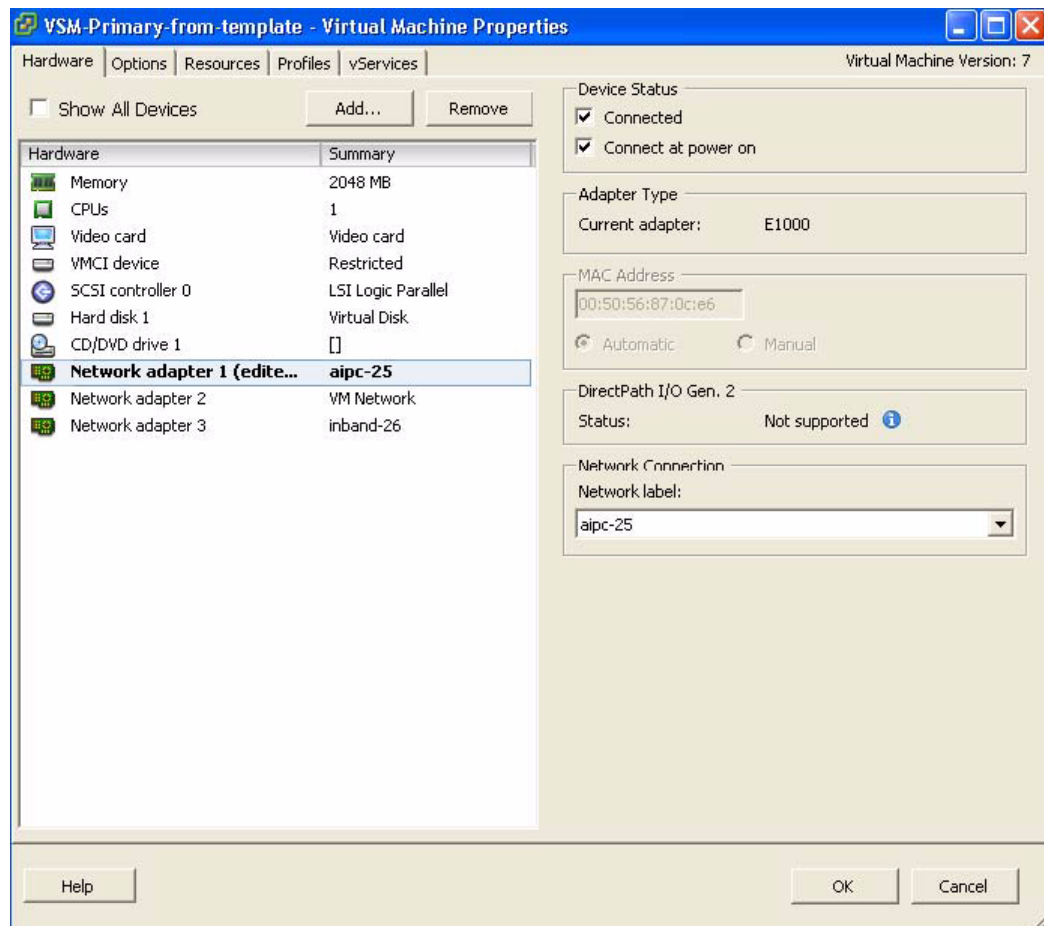 VSM-Primary-from-template - Virtual Machine Properties
Hardware Options Resources Profiles vServices Virtual Machine Version: 7
Show All Devices Add... Remove
Hardware Summary
Memory 2048 MB
CPUs 1
Video card Video card
VMCI device Restricted
SCSI controller 0 LSI Logic Parallel
Hard disk 1 Virtual Disk
CD/DVD drive 1 []
Network adapter 1 (edite... aipc-25
Network adapter 2 VM Network
Network adapter 3 inband-26
Device Status
Connected
Connect at power on
Adapter Type
Current adapter: E1000
MAC Address
00:50:56:87:0c:e6
Automatic Manual
DirectPath I/O Gen. 2
Status: Not supported
Network Connection
Network label:
aipc-25
Help OK Cancel